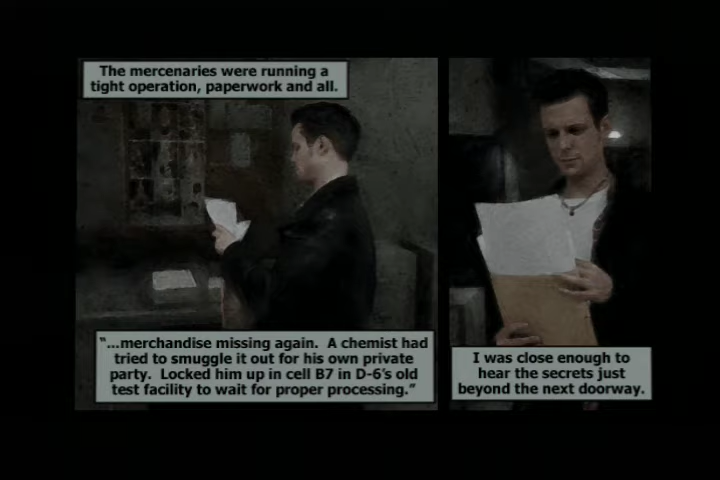 The mercenaries were running a
tight operation, paperwork and all.
"...merchandise missing again. A chemist had
tried to smuggle it out for his own private
party. Locked him up in cell B7 in D-6's old
test facility to wait for proper processing."
I was close enough to
hear the secrets just
beyond the next doorway.